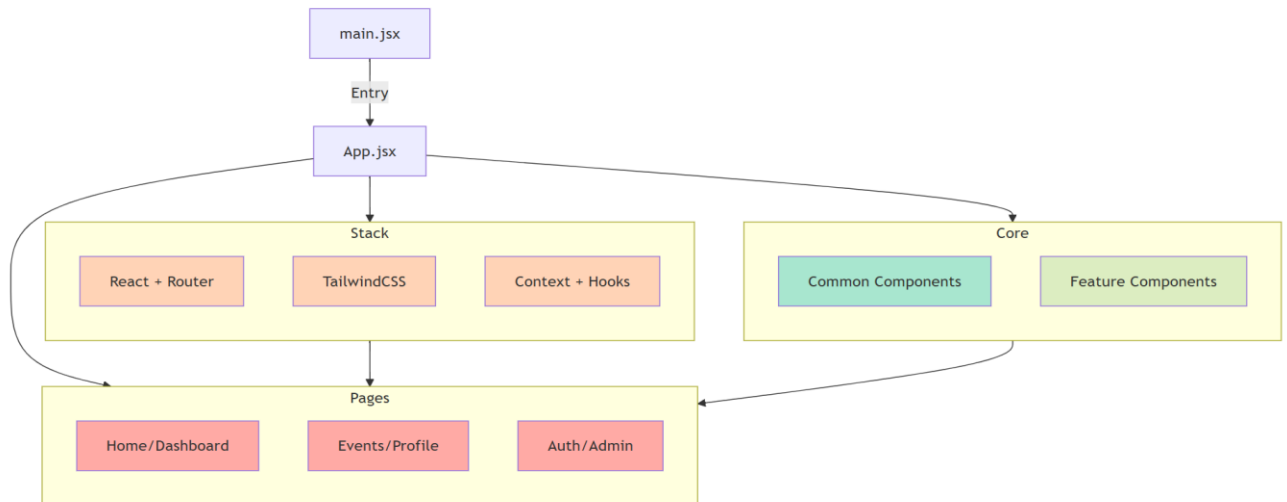 main.jsx
Entry
App.jsx
Stack
React + Router
TailwindCSS
Context + Hooks
Core
Common Components
Feature Components
Pages
Home/Dashboard
Events/Profile
Auth/Admin